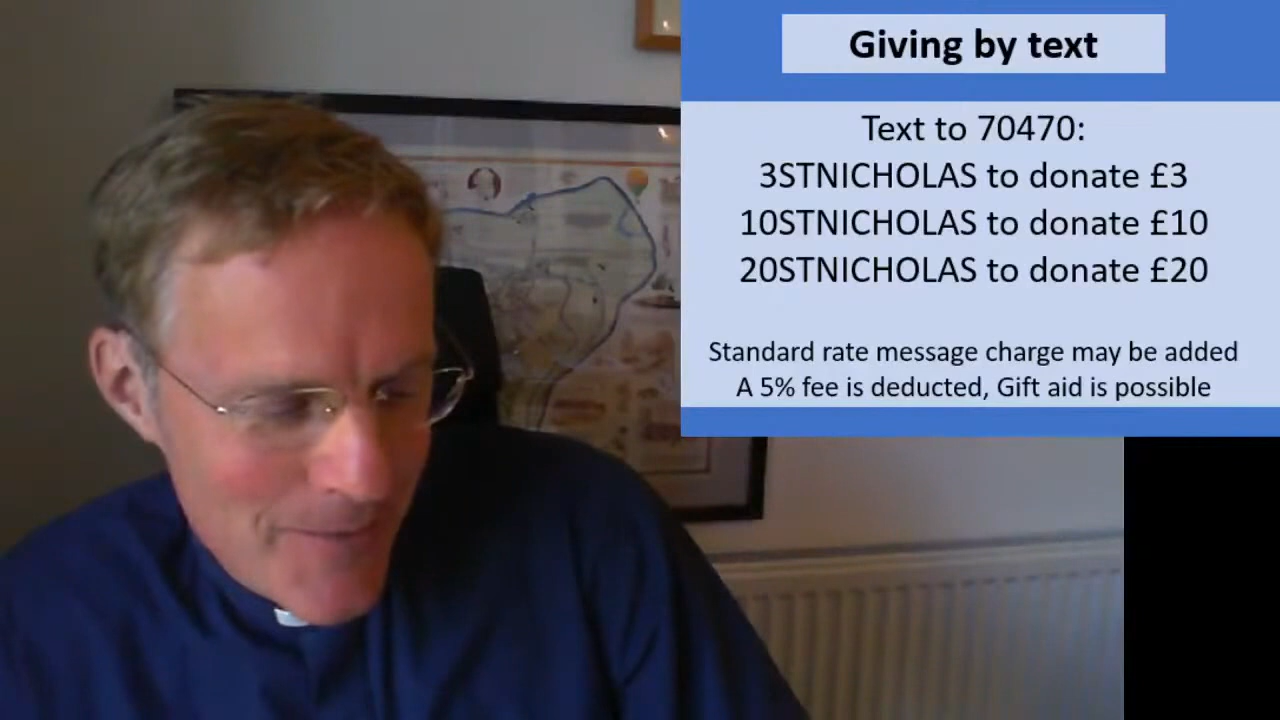 Giving by text
Text to 70470:
3STNICHOLAS to donate £3
10STNICHOLAS to donate £10
20STNICHOLAS to donate £20
Standard rate message charge may be added
A 5% fee is deducted, Gift aid is possible